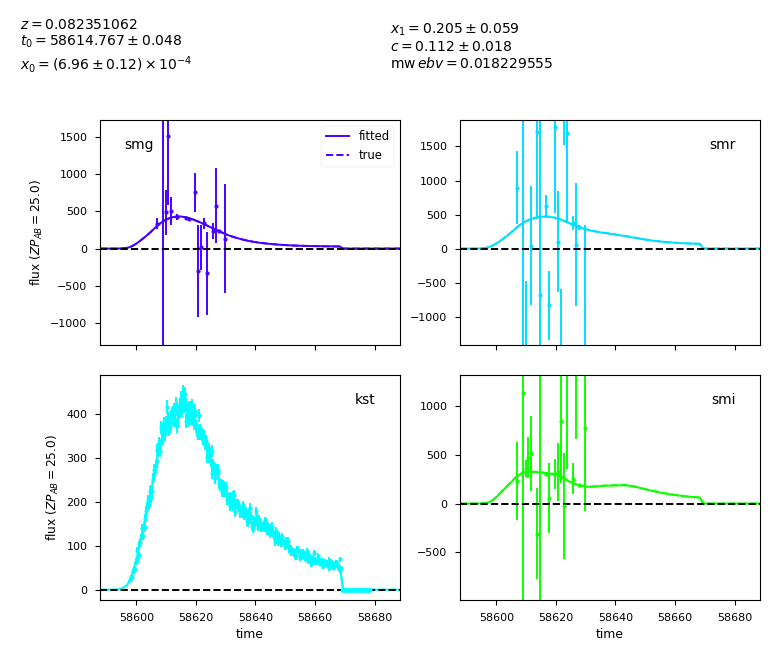 z = 0.082351062
t₀ = 58614.767 ± 0.048
x₀ = (6.96 ± 0.12) × 10⁻⁴
x₁ = 0.205 ± 0.059
c = 0.112 ± 0.018
mw ebv = 0.018229555
smg
fitted
true
1500
1000
500
0
−500
−1000
flux (ZP_AB = 25.0)
smr
1500
1000
500
0
−500
−1000
kst
400
300
200
100
0
flux (ZP_AB = 25.0)
58600 58620 58640 58660 58680
time
smi
1000
500
0
−500
58600 58620 58640 58660 58680
time